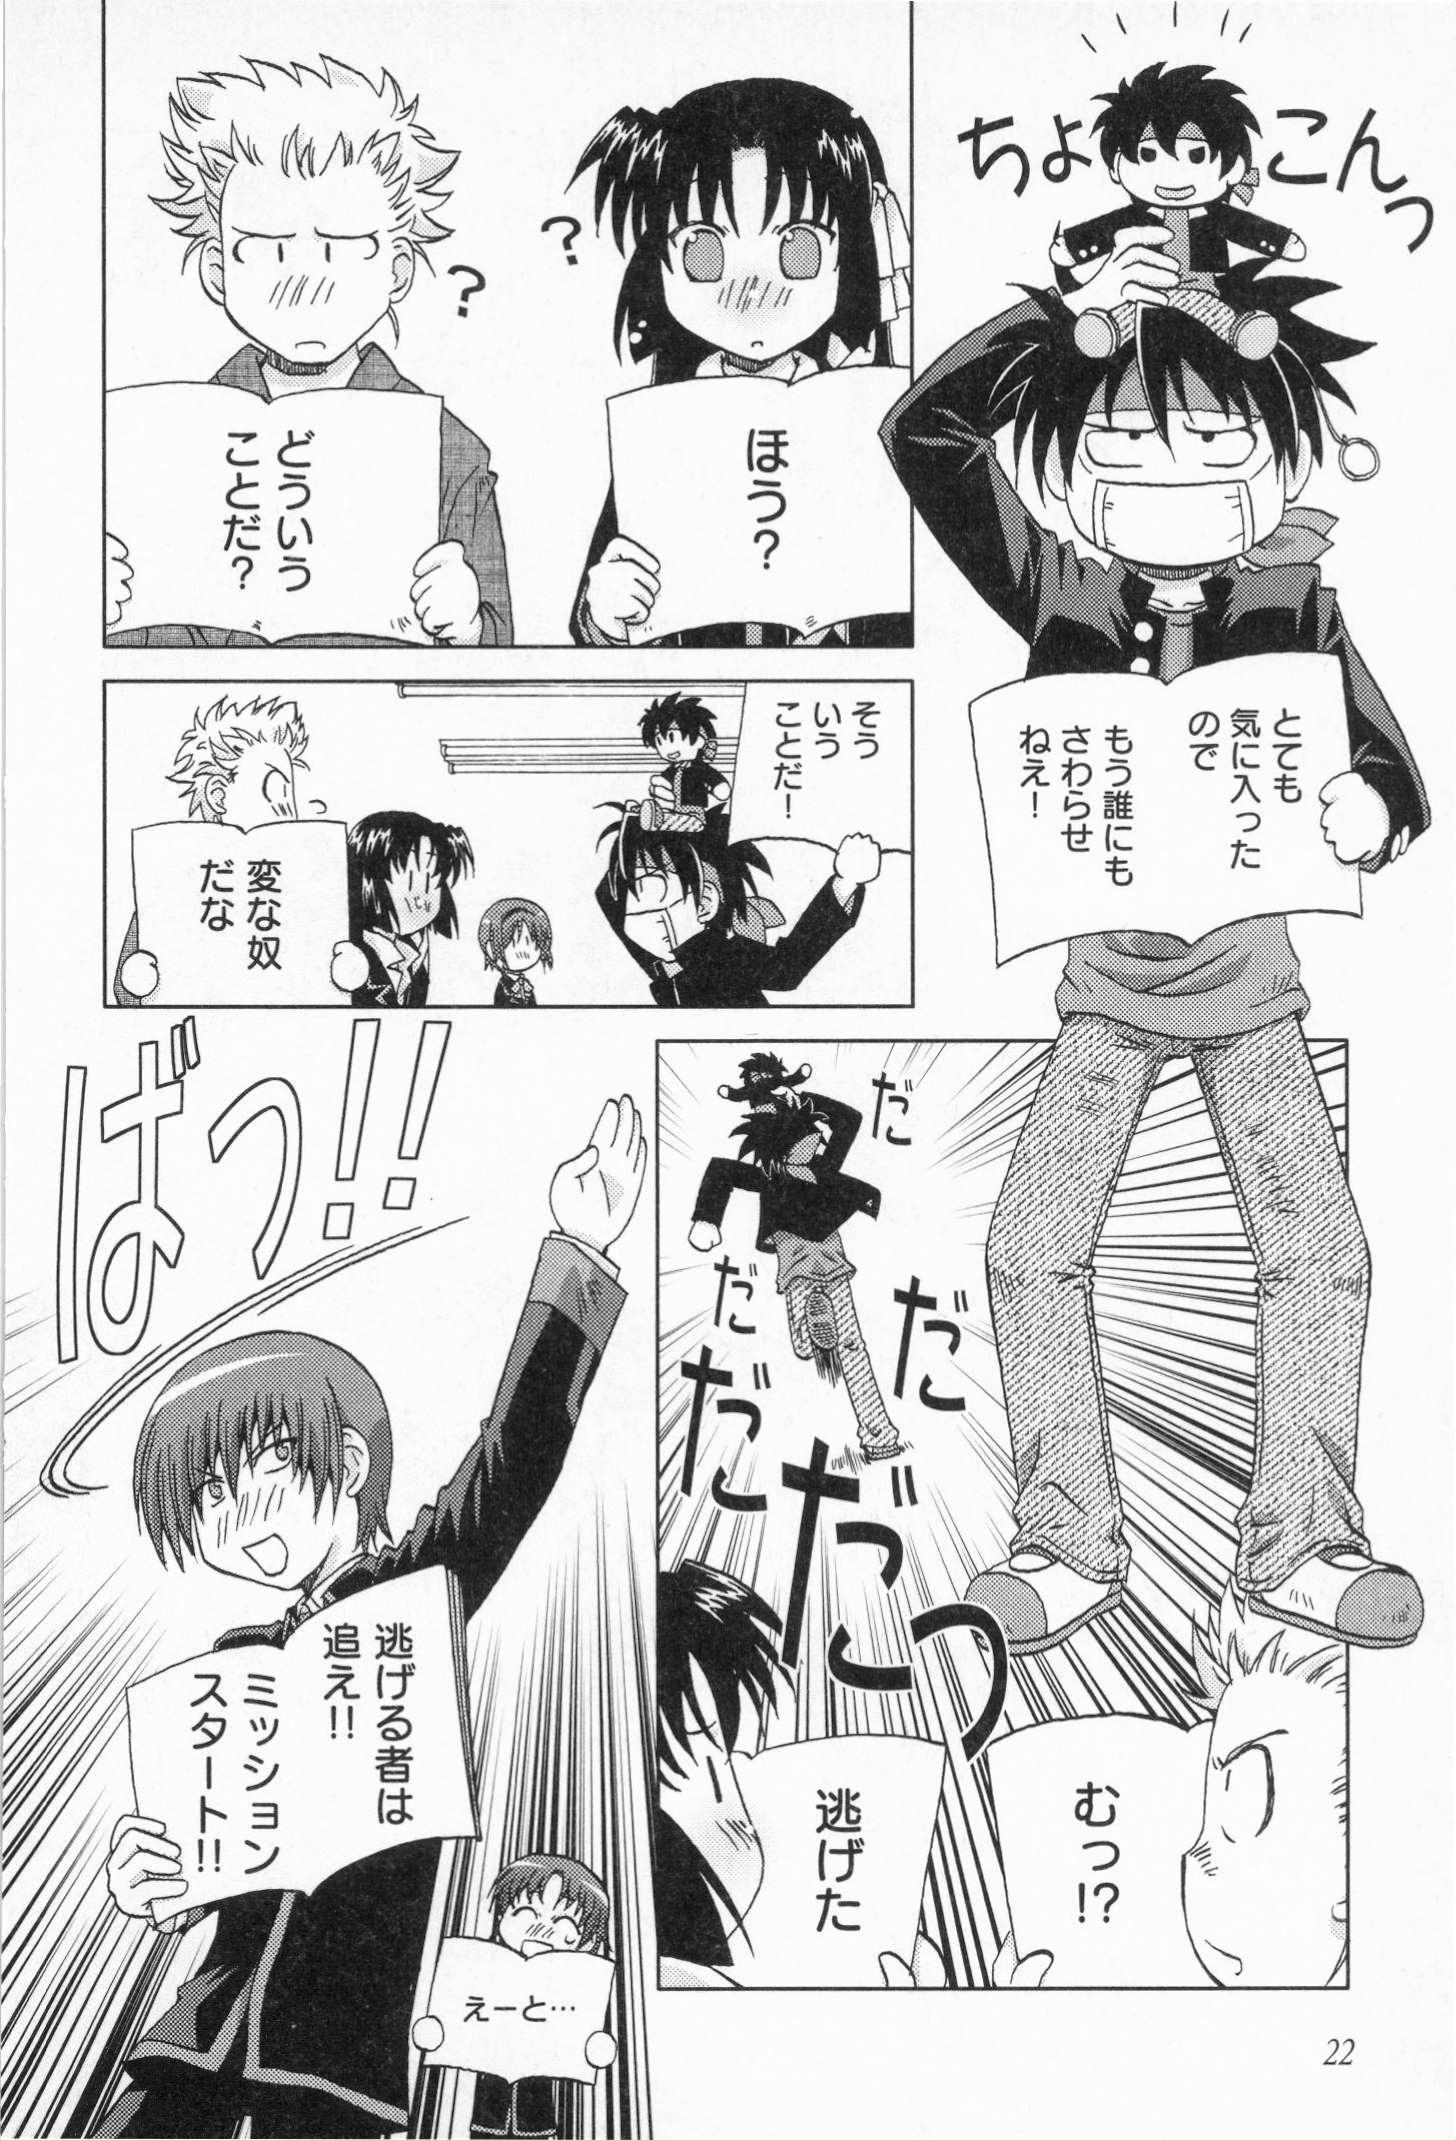 ちょこんっ
とても
気に入った
ので
もう誰にも
さわらせ
ねえ！
ほう？
？
どういう
ことだ？
？
そう
いう
ことだ！
変な奴
だな
だ
だ
だ
だ
だ
だっ
むっ!?
逃げた
ばっ!!
逃げる者は
追え!!
ミッション
スタート!!
えーと…
22